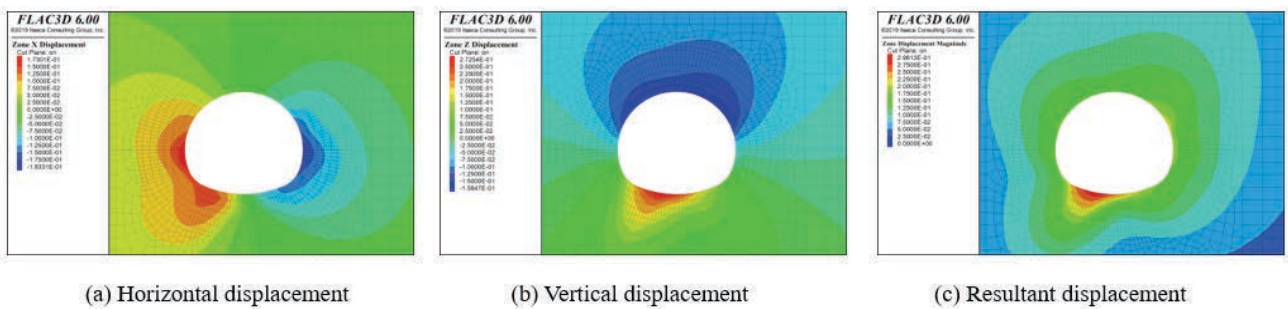 FLAC3D 6.00
©2019 Itasca Consulting Group, Inc.
Zone X Displacement
Cut Plane: on
1.7301E-01
1.5000E-01
1.2500E-01
1.0000E-01
7.5000E-02
5.0000E-02
2.5000E-02
0.0000E+00
-2.5000E-02
-5.0000E-02
-7.5000E-02
-1.0000E-01
-1.2500E-01
-1.5000E-01
-1.7500E-01
FLAC3D 6.00
©2019 Itasca Consulting Group, Inc.
Zone Z Displacement
Cut Plane: on
2.7254E-01
2.5000E-01
2.2500E-01
2.0000E-01
1.7500E-01
1.5000E-01
1.2500E-01
1.0000E-01
7.5000E-02
5.0000E-02
2.5000E-02
0.0000E+00
-2.5000E-02
-5.0000E-02
-7.5000E-02
-1.0000E-01
-1.2500E-01
-1.5000E-01
FLAC3D 6.00
©2019 Itasca Consulting Group, Inc.
Zone Displacement Magnitude
Cut Plane: on
2.7500E-01
2.5000E-01
2.2500E-01
2.0000E-01
1.7500E-01
1.5000E-01
1.2500E-01
1.0000E-01
7.5000E-02
5.0000E-02
2.5000E-02
0.0000E+00
(a) Horizontal displacement
(b) Vertical displacement
(c) Resultant displacement